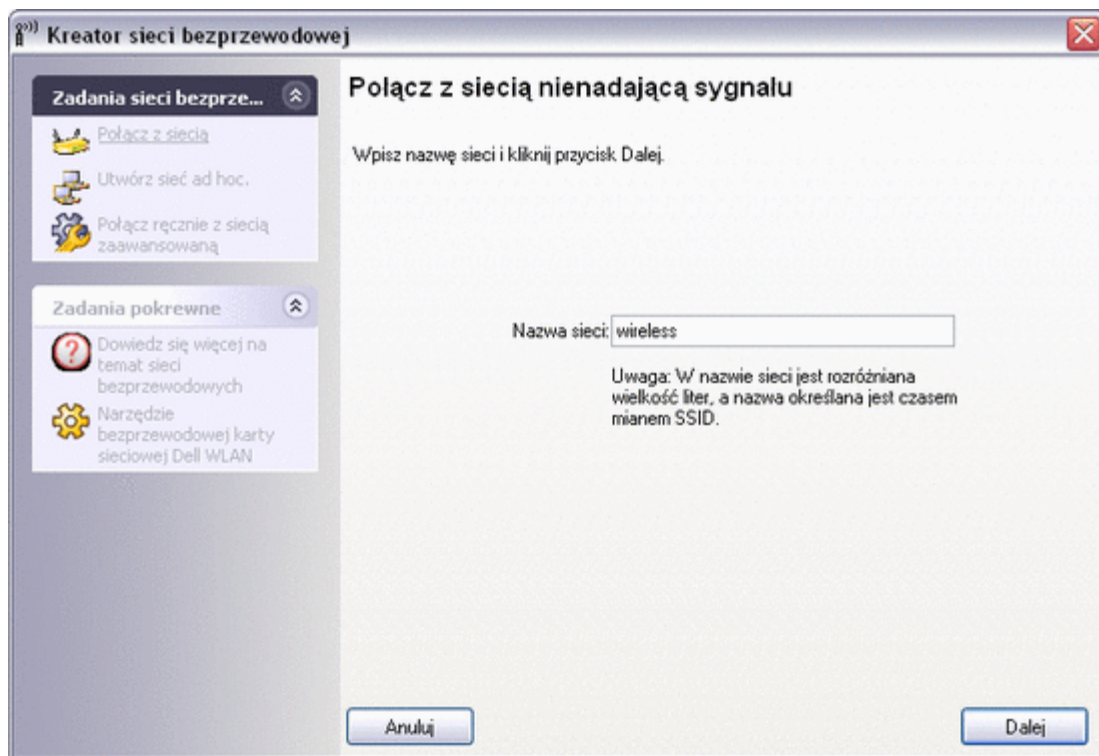 Kreator sieci bezprzewodowej
Zadania sieci bezprze...
Połącz z siecią
Utwórz sieć ad hoc.
Połącz ręcznie z siecią
zaawansowaną
Zadania pokrewne
Dowiedz się więcej na
temat sieci
bezprzewodowych
Narzędzie
bezprzewodowej karty
sieciowej Dell WLAN
Połącz z siecią nienadającą sygnału
Wpisz nazwę sieci i kliknij przycisk Dalej.
Nazwa sieci: wireless
Uwaga: W nazwie sieci jest rozróżniana
wielkość liter, a nazwa określana jest czasem
mianem SSID.
Anuluj
Dalej